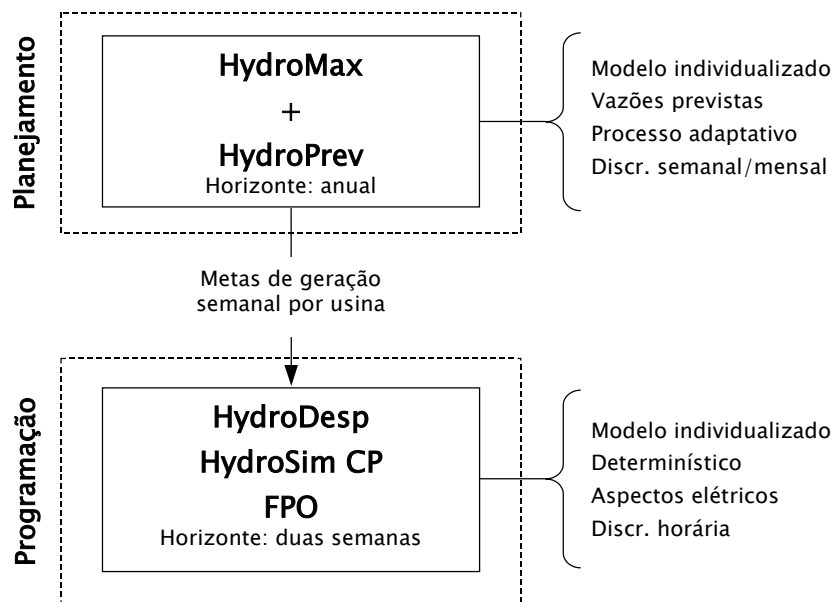 Planejamento
HydroMax
+
HydroPrev
Horizonte: anual
Modelo individualizado
Vazões previstas
Processo adaptativo
Discr. semanal/mensal
Metas de geração
semanal por usina
Programação
HydroDesp
HydroSim CP
FPO
Horizonte: duas semanas
Modelo individualizado
Determinístico
Aspectos elétricos
Discr. horária